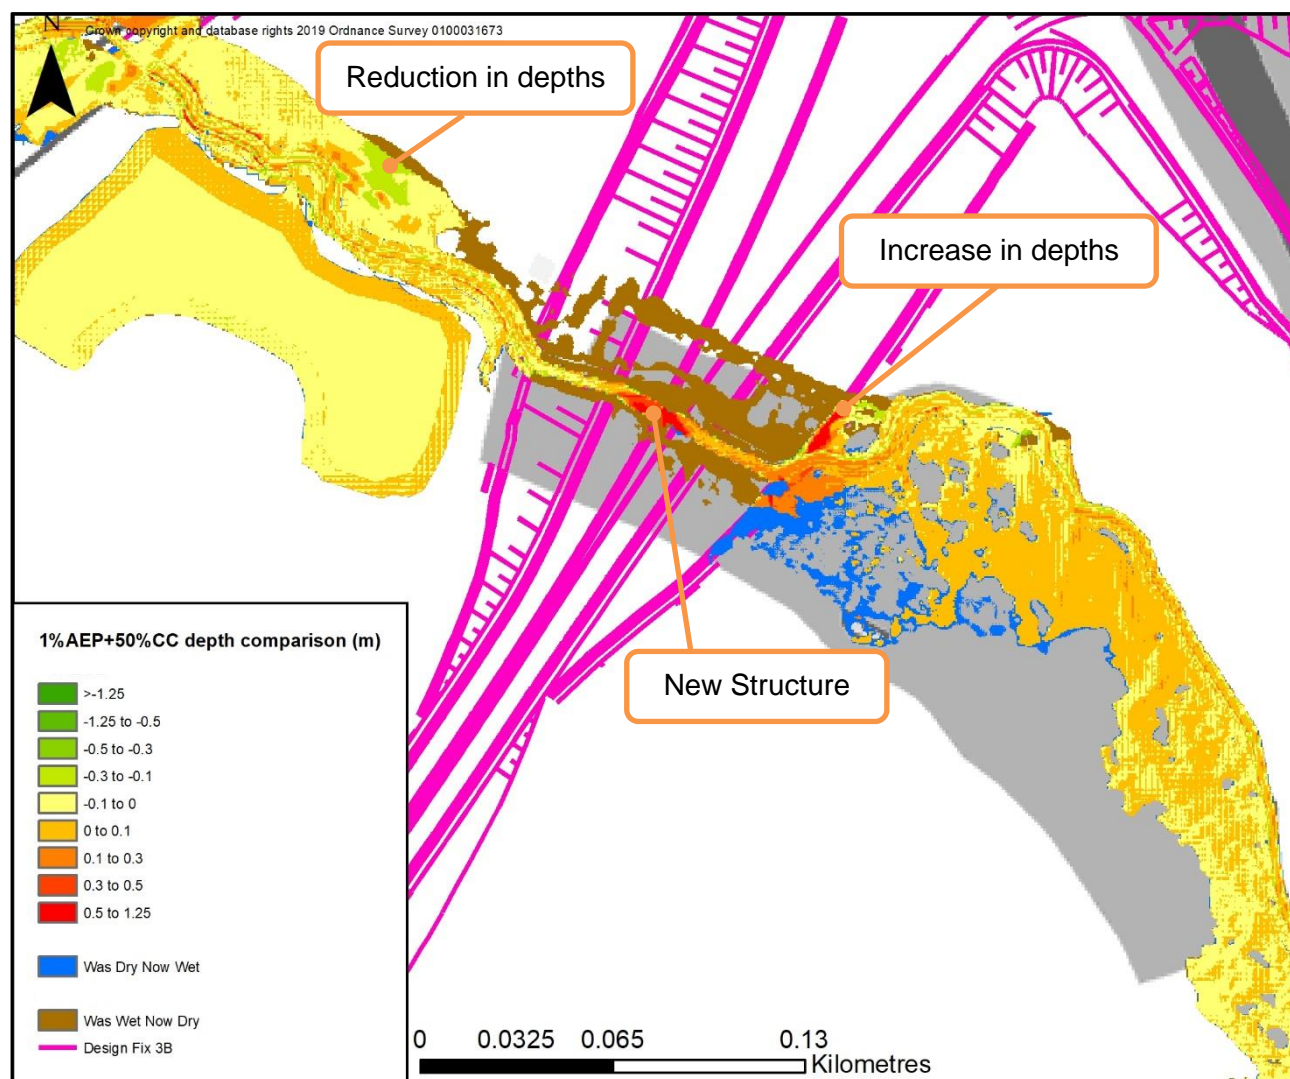 Crown copyright and database rights 2019 Ordnance Survey 0100031673
N
Reduction in depths
Increase in depths
New Structure
1%AEP+50%CC depth comparison (m)
>-1.25
-1.25 to -0.5
-0.5 to -0.3
-0.3 to -0.1
-0.1 to 0
0 to 0.1
0.1 to 0.3
0.3 to 0.5
0.5 to 1.25
Was Dry Now Wet
Was Wet Now Dry
Design Fix 3B
0 0.0325 0.065 0.13
Kilometres